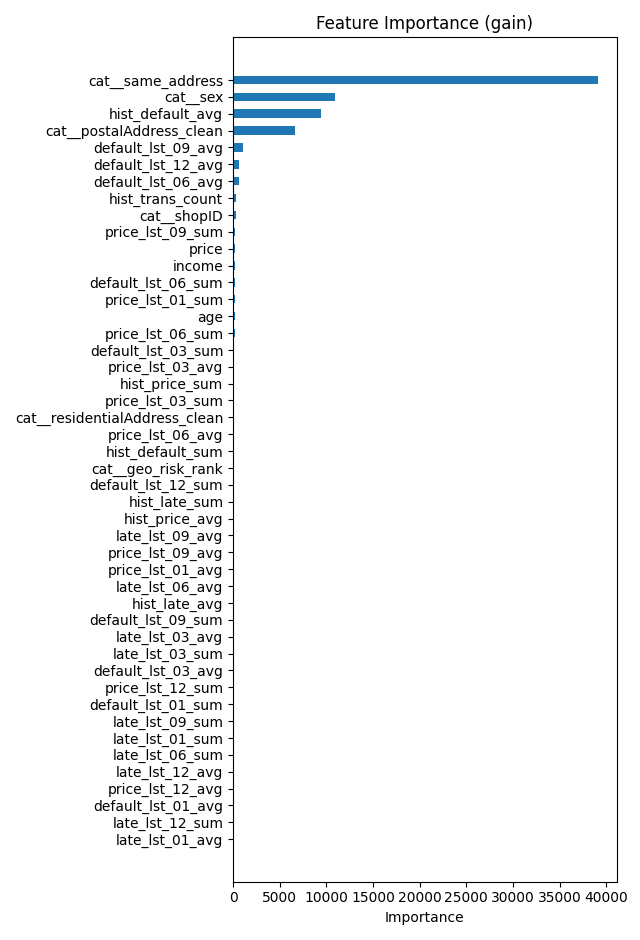 Feature Importance (gain)
cat__same_address
cat__sex
hist_default_avg
cat__postalAddress_clean
default_lst_09_avg
default_lst_12_avg
default_lst_06_avg
hist_trans_count
cat__shopID
price_lst_09_sum
price
income
default_lst_06_sum
price_lst_01_sum
age
price_lst_06_sum
default_lst_03_sum
price_lst_03_avg
hist_price_sum
price_lst_03_sum
cat__residentialAddress_clean
price_lst_06_avg
hist_default_sum
cat__geo_risk_rank
default_lst_12_sum
hist_late_sum
hist_price_avg
late_lst_09_avg
price_lst_09_avg
price_lst_01_avg
late_lst_06_avg
hist_late_avg
default_lst_09_sum
late_lst_03_avg
late_lst_03_sum
default_lst_03_avg
price_lst_12_sum
default_lst_01_sum
late_lst_09_sum
late_lst_01_sum
late_lst_06_sum
late_lst_12_avg
price_lst_12_avg
default_lst_01_avg
late_lst_12_sum
late_lst_01_avg
0 5000 10000 15000 20000 25000 30000 35000 40000
Importance